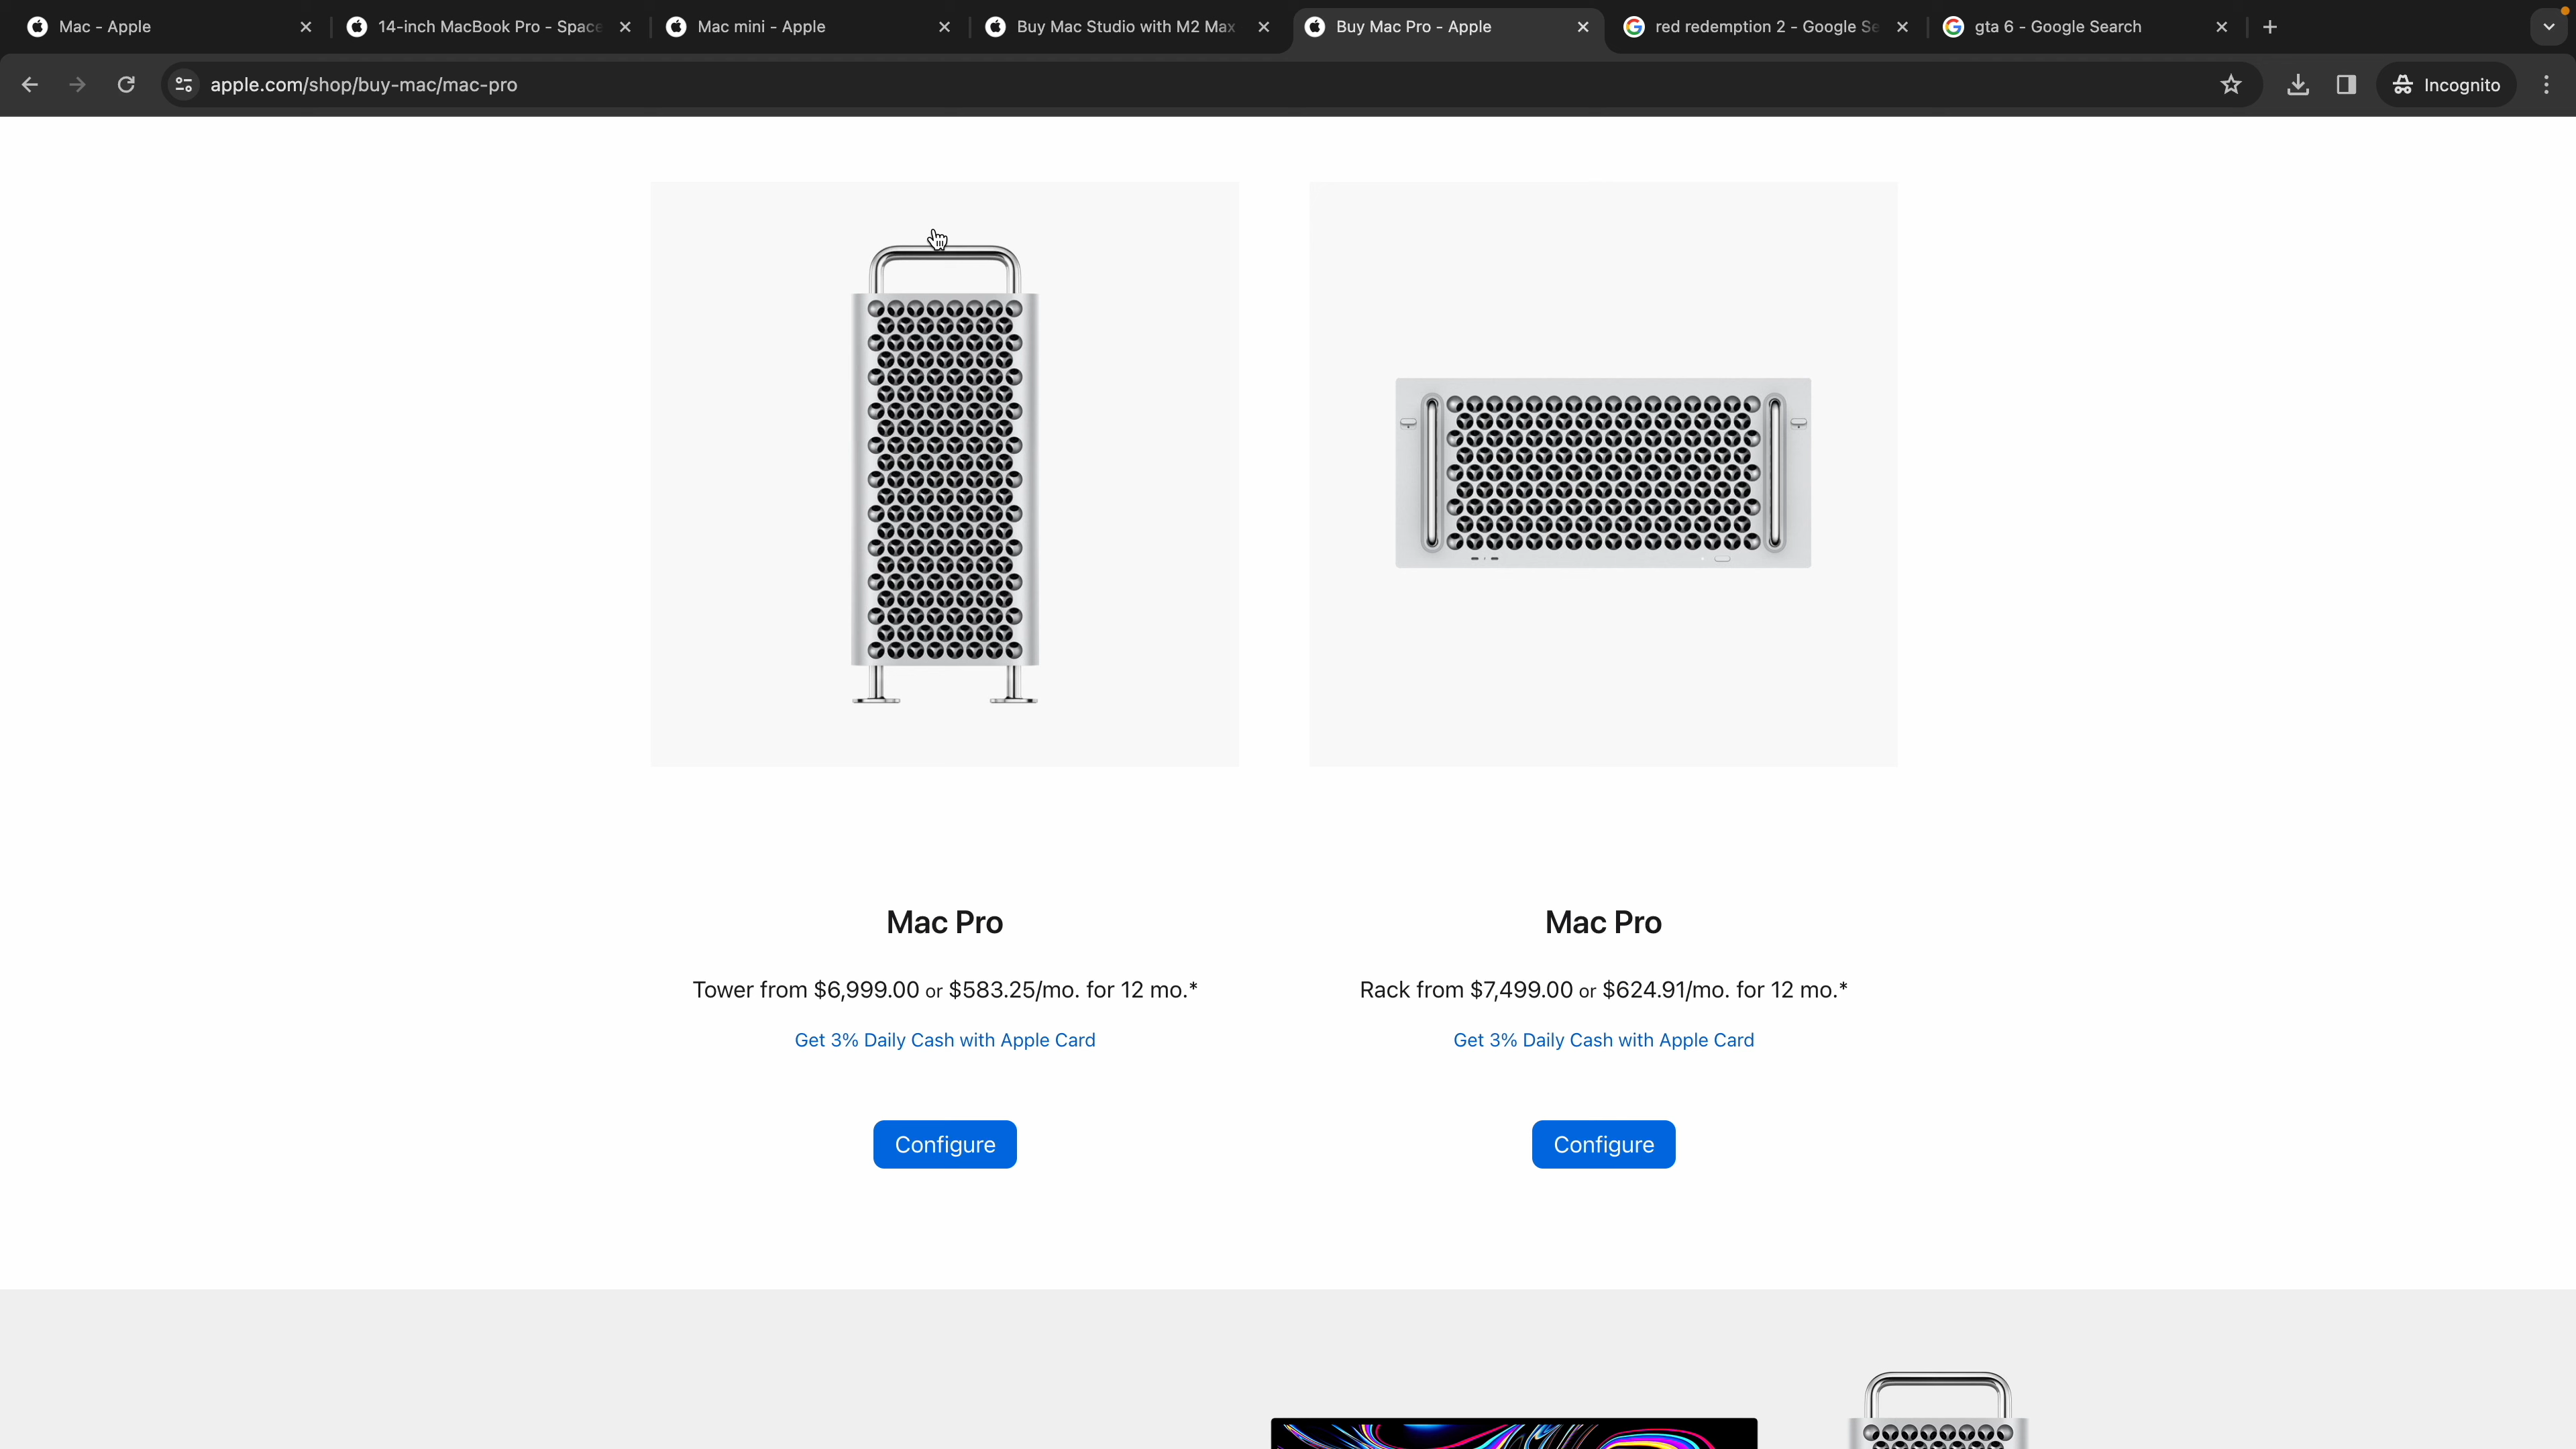 Mac - Apple
14-inch MacBook Pro - Space
Mac mini - Apple
Buy Mac Studio with M2 Max
Buy Mac Pro - Apple
red redemption 2 - Google Se
gta 6 - Google Search
apple.com/shop/buy-mac/mac-pro
Incognito
Mac Pro
Tower from $6,999.00 or $583.25/mo. for 12 mo.*
Get 3% Daily Cash with Apple Card
Configure
Mac Pro
Rack from $7,499.00 or $624.91/mo. for 12 mo.*
Get 3% Daily Cash with Apple Card
Configure